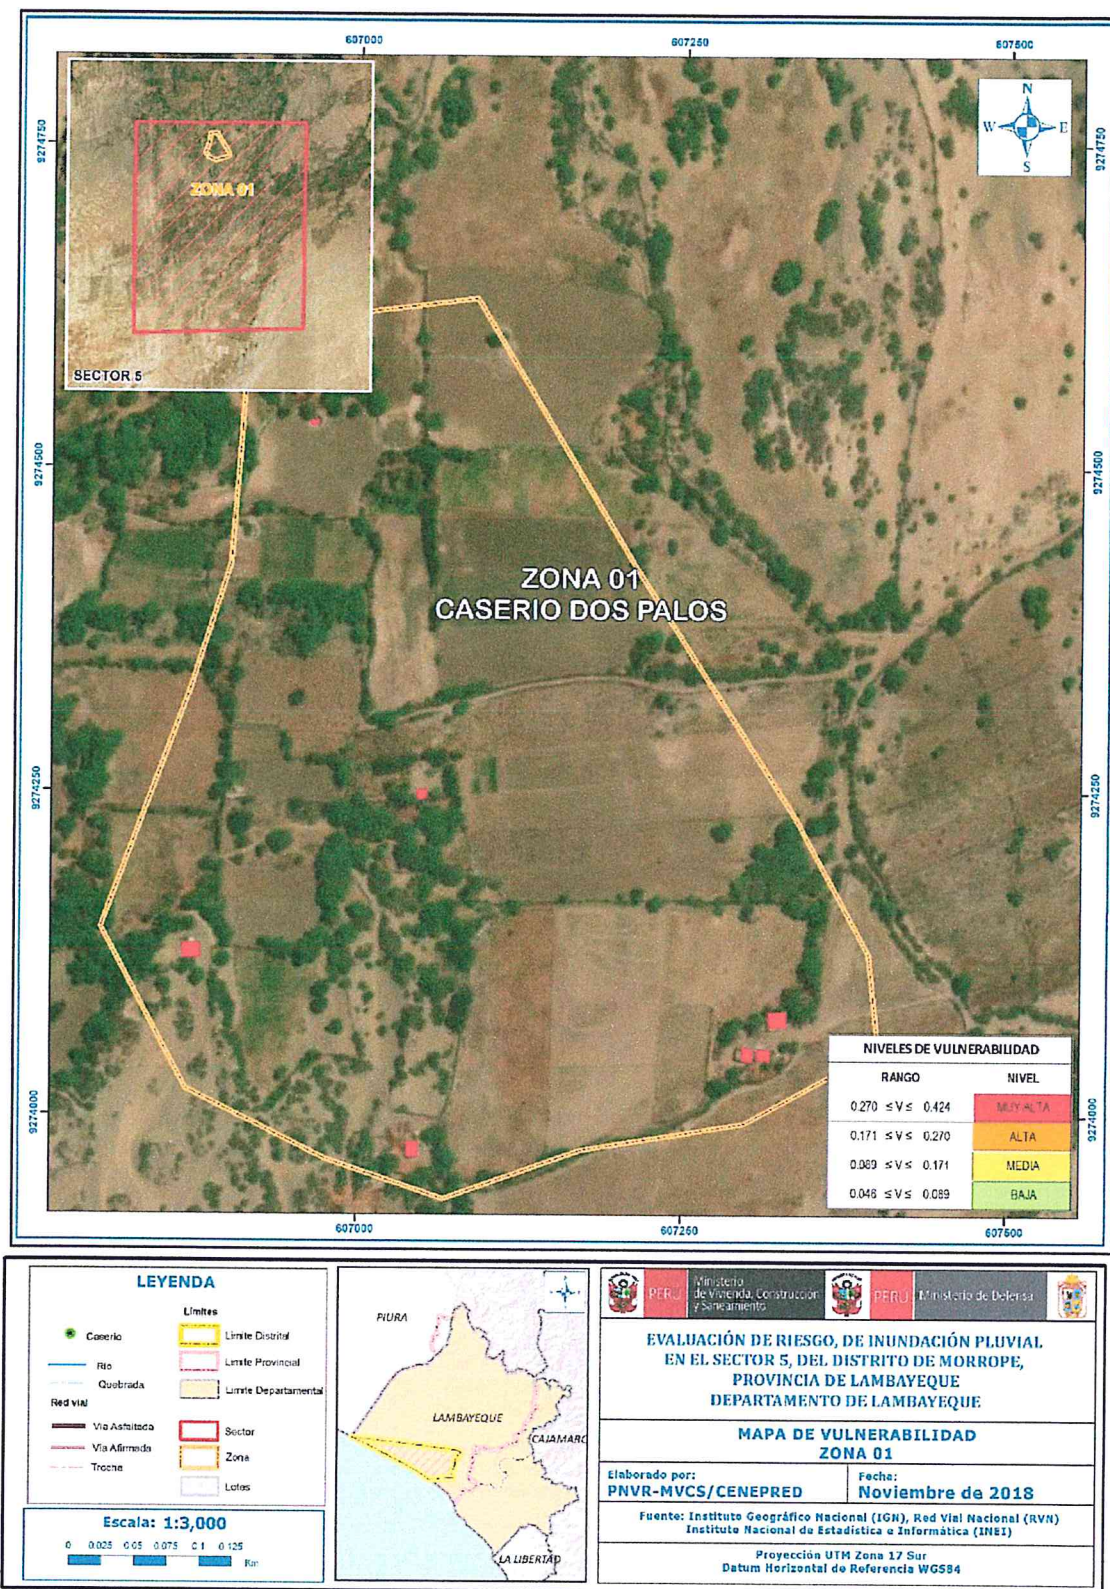 607000
607250
607500
9274750
9274750
N
W
E
S
ZONA 01
SECTOR 5
9274500
9274500
ZONA 01
CASERIO DOS PALOS
9274250
9274250
9274000
9274000
NIVELES DE VULNERABILIDAD
RANGO NIVEL
0.270 ≤ V ≤ 0.424 MUY ALTA
0.171 ≤ V ≤ 0.270 ALTA
0.089 ≤ V ≤ 0.171 MEDIA
0.046 ≤ V ≤ 0.089 BAJA
607000
607250
607500
LEYENDA
Caserio
Rio
Quebrada
Red vial
Via Asfaltada
Via Afirmada
Trocha
Límites
Limite Distrital
Limite Provincial
Limite Departamental
Sector
Zona
Lotes
Escala: 1:3,000
0 0.025 0.05 0.075 0.1 0.125
Km
PIURA
LAMBAYEQUE
CAJAMARC
LA LIBERTAD
PERÚ
Ministerio
de Vivienda, Construcción
y Saneamiento
PERÚ
Ministerio de Defensa
EVALUACIÓN DE RIESGO, DE INUNDACIÓN PLUVIAL
EN EL SECTOR 5, DEL DISTRITO DE MORROPE,
PROVINCIA DE LAMBAYEQUE
DEPARTAMENTO DE LAMBAYEQUE
MAPA DE VULNERABILIDAD
ZONA 01
Elaborado por:
PNVR-MVCS/CENEPRED
Fecha:
Noviembre de 2018
Fuente: Instituto Geográfico Nacional (IGN), Red Vial Nacional (RVN)
Instituto Nacional de Estadística e Informática (INEI)
Proyección UTM Zona 17 Sur
Datum Horizontal de Referencia WGS84